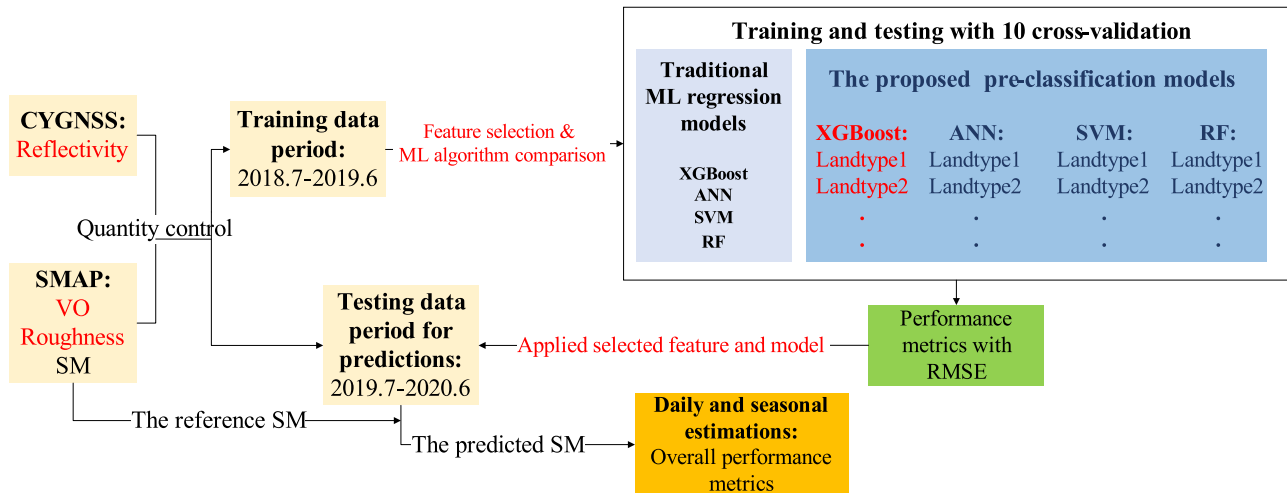 CYGNSS:
Reflectivity
SMAP:
VO
Roughness
SM
Quantity control
Training data
period:
2018.7-2019.6
Feature selection &
ML algorithm comparison
Training and testing with 10 cross-validation
Traditional
ML regression
models
XGBoost
ANN
SVM
RF
The proposed pre-classification models
XGBoost:
Landtype1
Landtype2
.
.
ANN:
Landtype1
Landtype2
.
.
SVM:
Landtype1
Landtype2
.
.
RF:
Landtype1
Landtype2
.
.
Performance
metrics with
RMSE
Applied selected feature and model
Testing data
period for
predictions:
2019.7-2020.6
The reference SM
The predicted SM
Daily and seasonal
estimations:
Overall performance
metrics